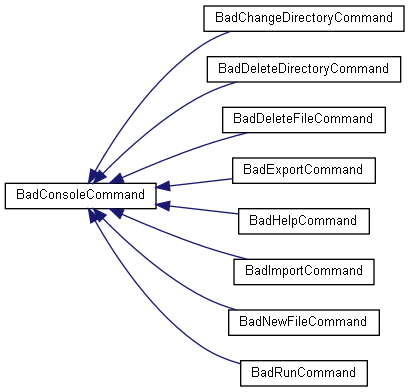 BadChangeDirectoryCommand
BadDeleteDirectoryCommand
BadDeleteFileCommand
BadExportCommand
BadConsoleCommand
BadHelpCommand
BadImportCommand
BadNewFileCommand
BadRunCommand